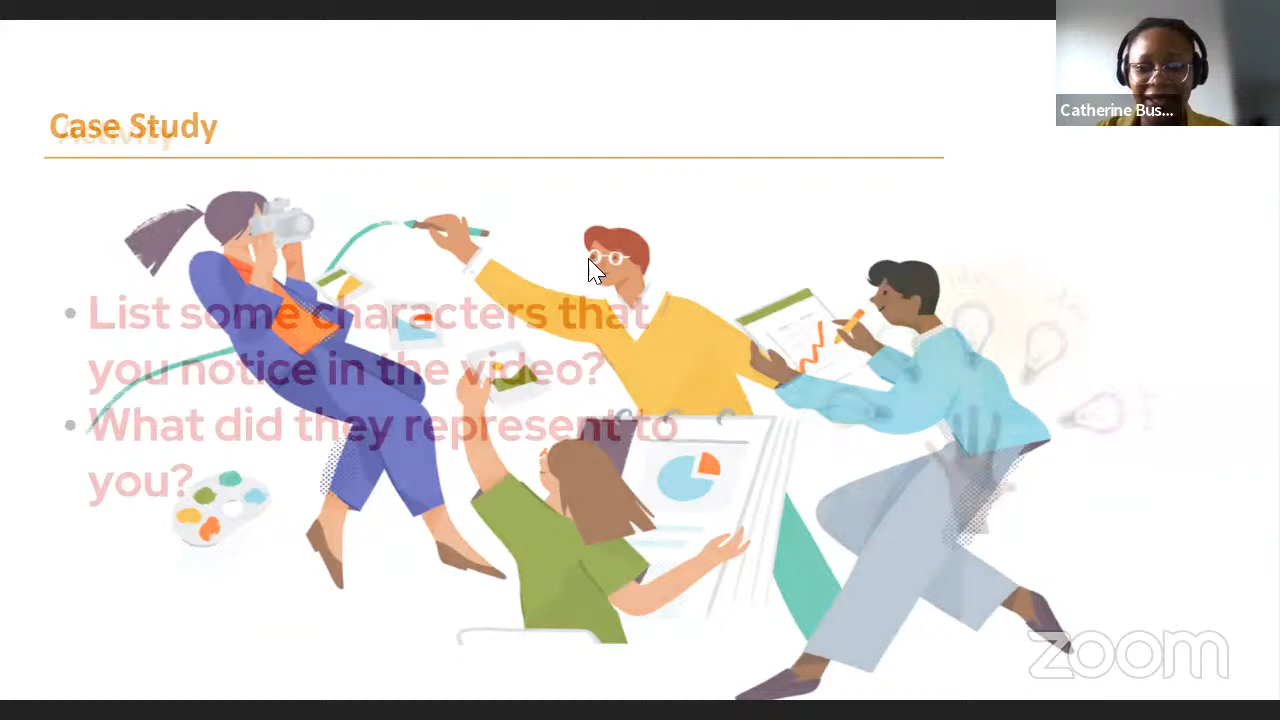 Catherine Bus...
Case Study
Activity
• List some characters that
you notice in the video?
• What did they represent to
you?
zoom